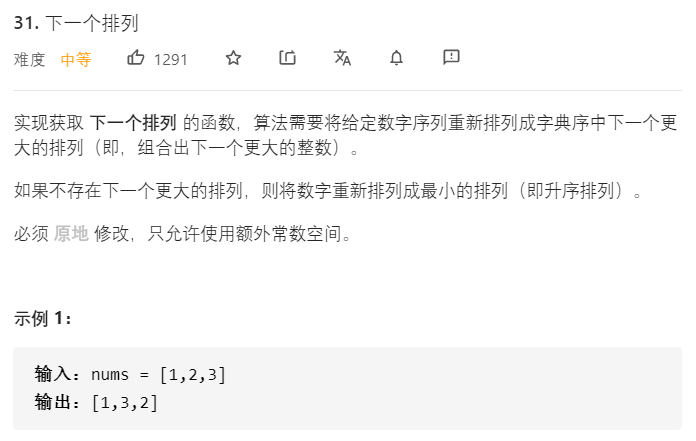 31. 下一个排列
难度 中等 1291 文A
实现获取 下一个排列 的函数，算法需要将给定数字序列重新排列成字典序中下一个更
大的排列（即，组合出下一个更大的整数）。
如果不存在下一个更大的排列，则将数字重新排列成最小的排列（即升序排列）。
必须 原地 修改，只允许使用额外常数空间。
示例 1：
输入：nums = [1,2,3]
输出：[1,3,2]